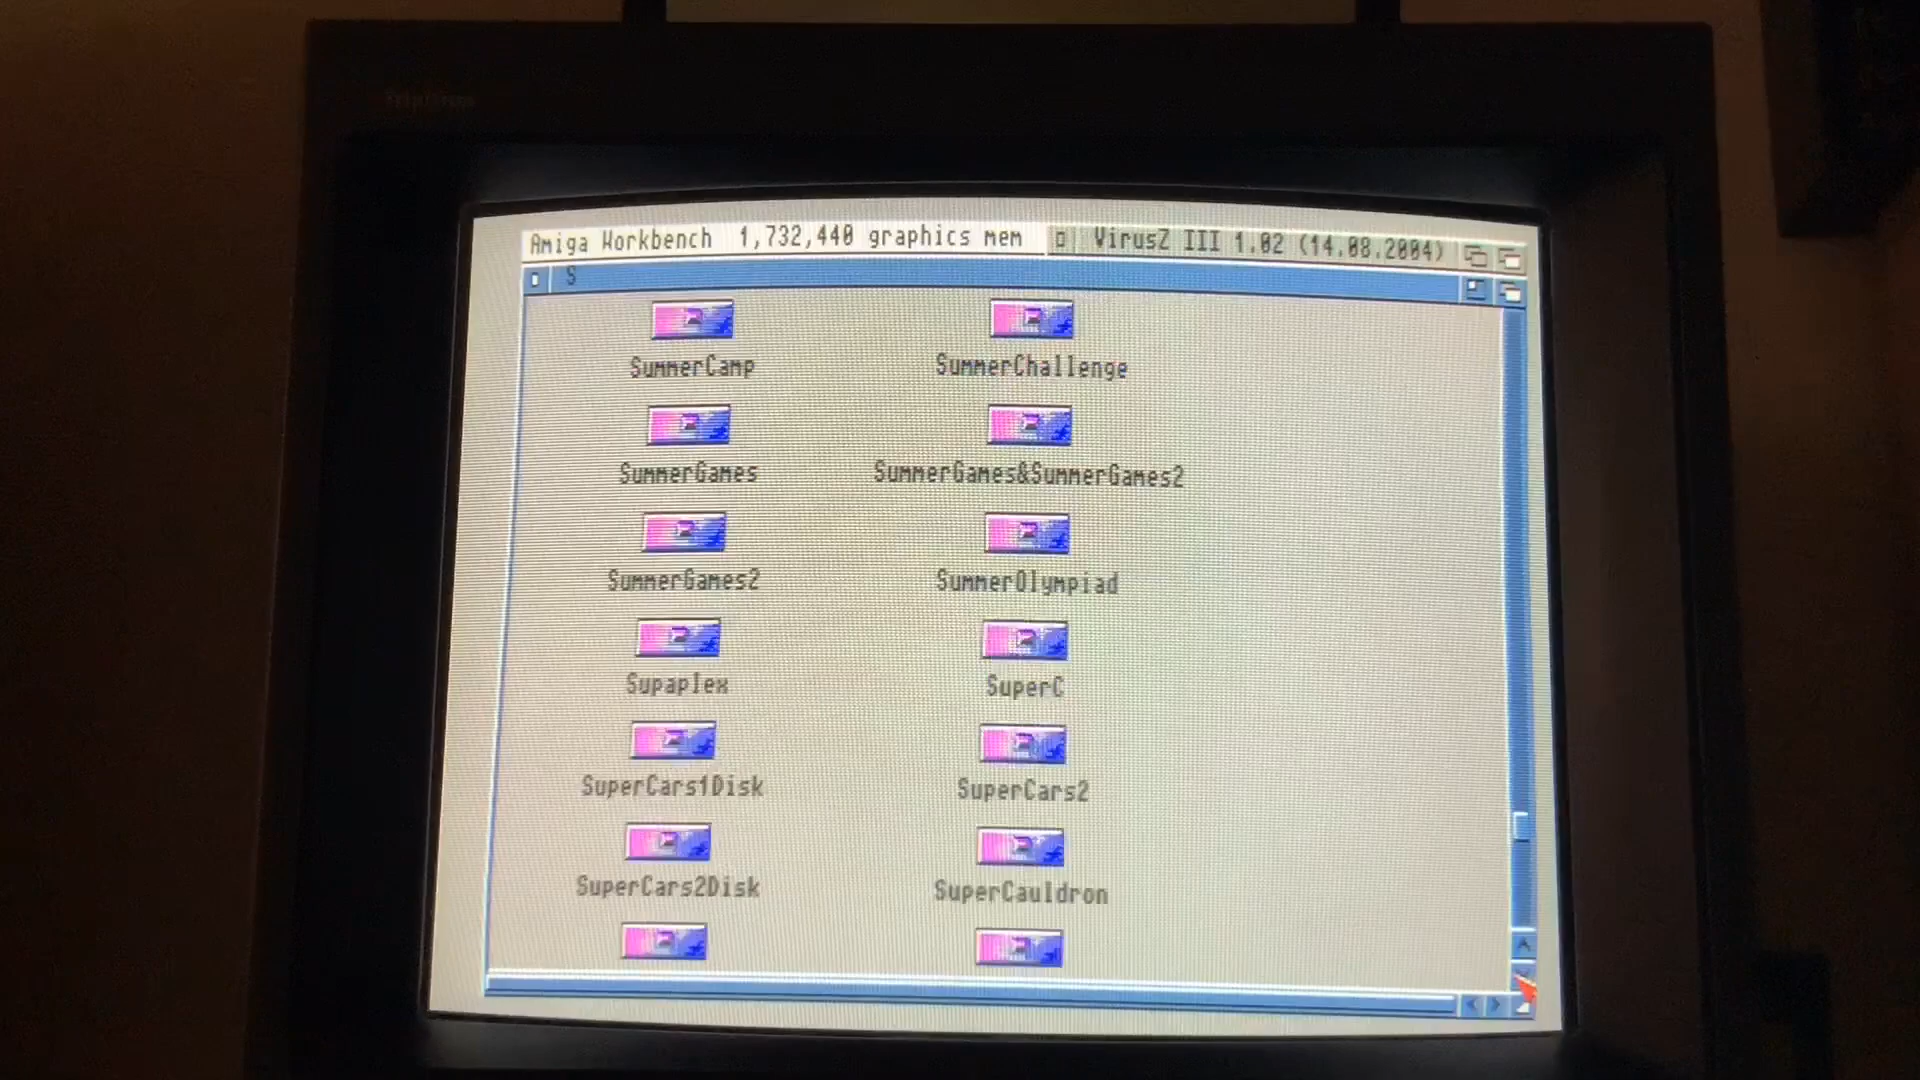 Amiga Workbench 1,732,440 graphics mem
VirusZ III 1.02 (14.08.2004)
S
SummerCamp SummerChallenge
SummerGames SummerGames&SummerGames2
SummerGames2 SummerOlympiad
Supaplex SuperC
SuperCars1Disk SuperCars2
SuperCars2Disk SuperCauldron